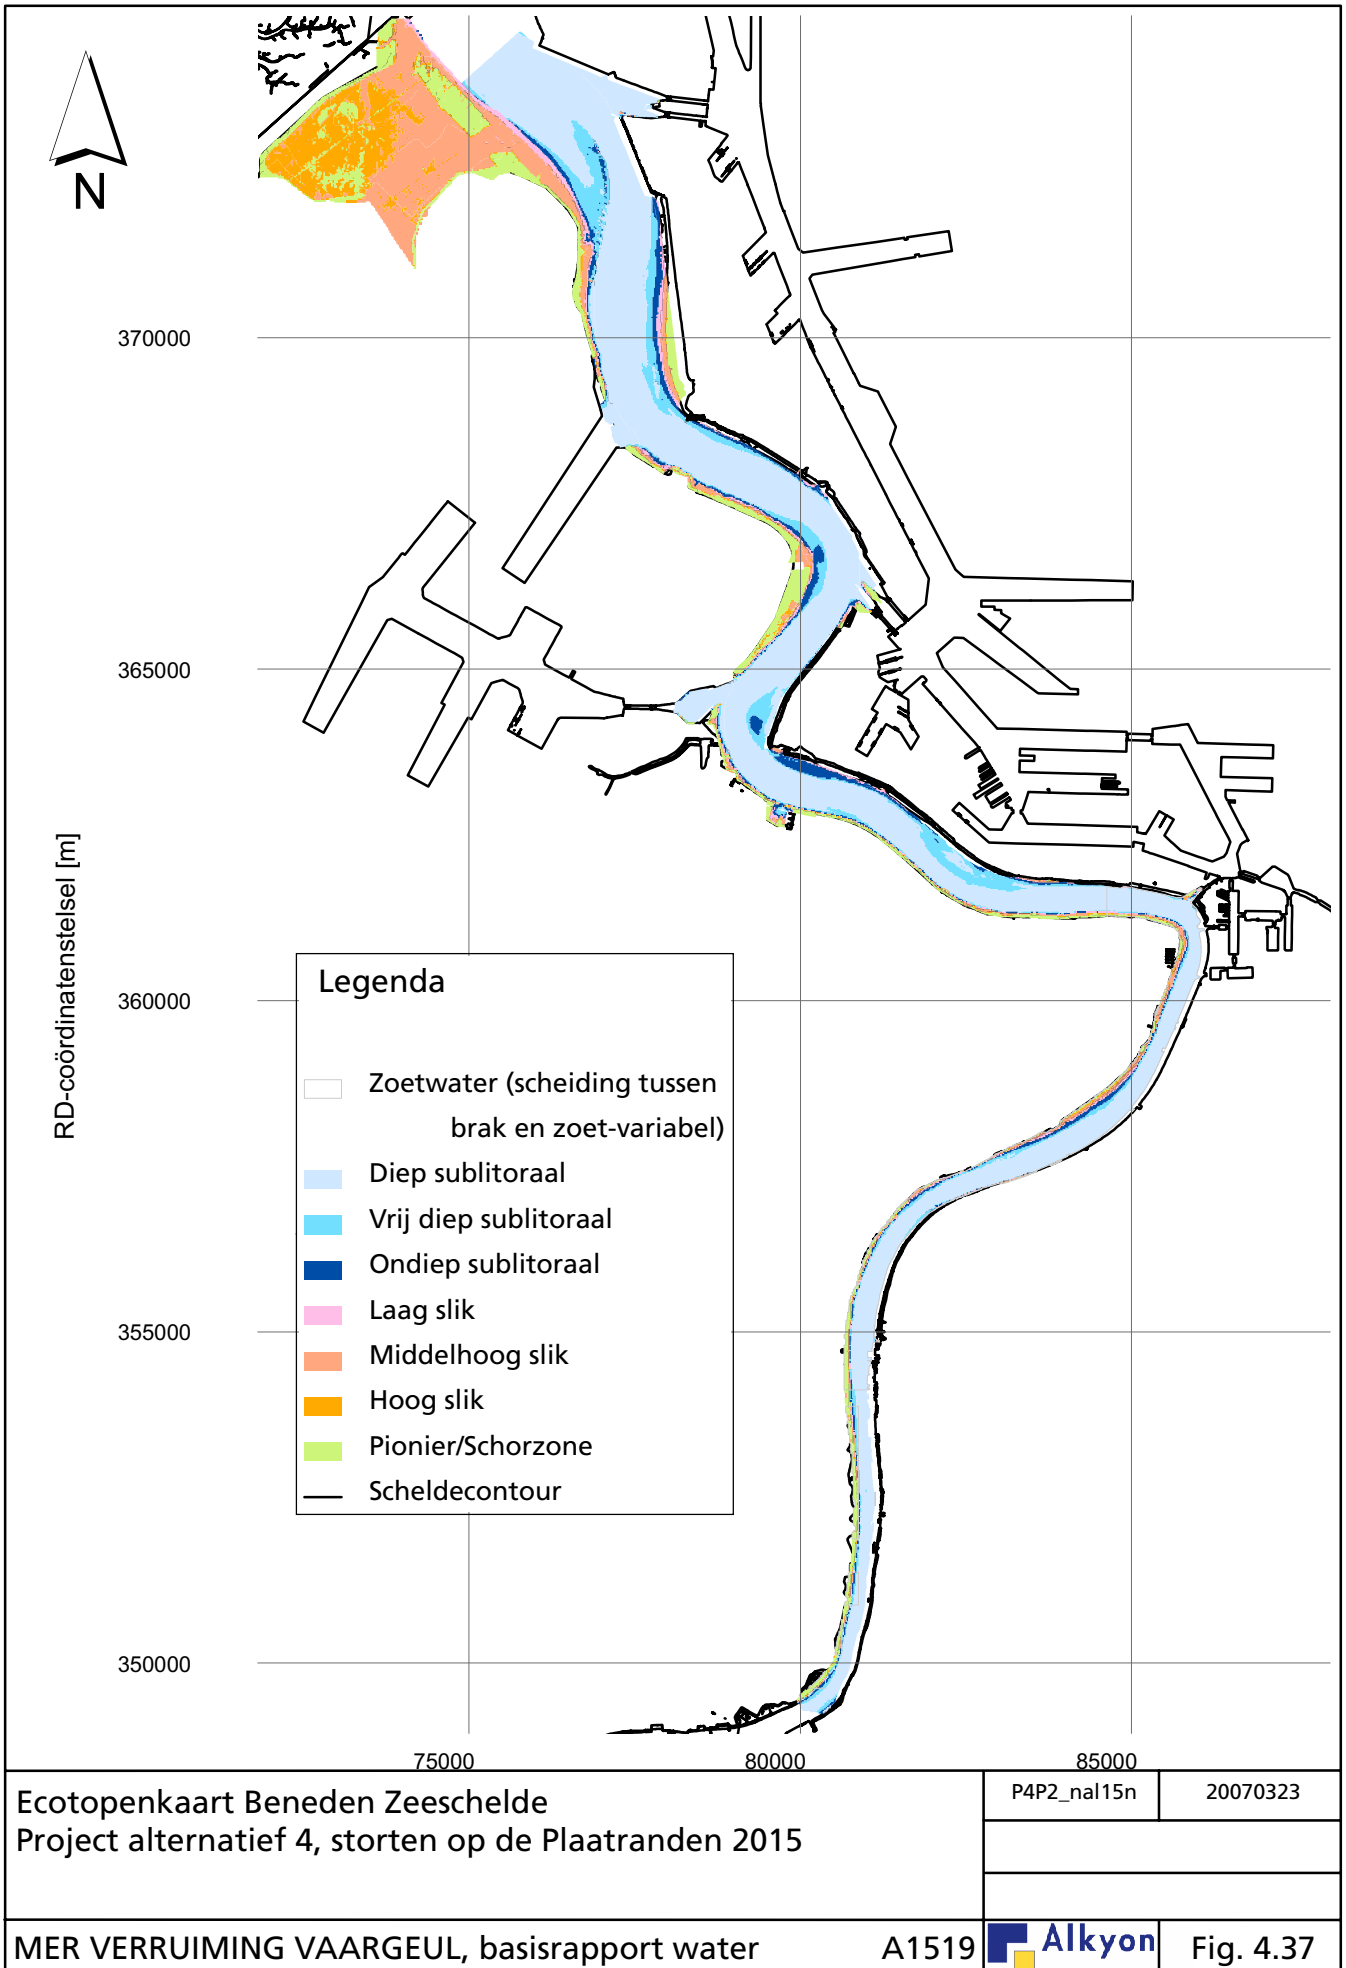 N
370000
365000
360000
355000
350000
RD-coördinatenstelsel [m]
Legenda
Zoetwater (scheiding tussen
brak en zoet-variabel)
Diep sublitoraal
Vrij diep sublitoraal
Ondiep sublitoraal
Laag slik
Middelhoog slik
Hoog slik
Pionier/Schorzone
Scheldecontour
75000 80000 85000
Ecotopenkaart Beneden Zeeschelde
Project alternatief 4, storten op de Plaatranden 2015
P4P2_nal15n 20070323
MER VERRUIMING VAARGEUL, basisrapport water A1519 Alkyon Fig. 4.37